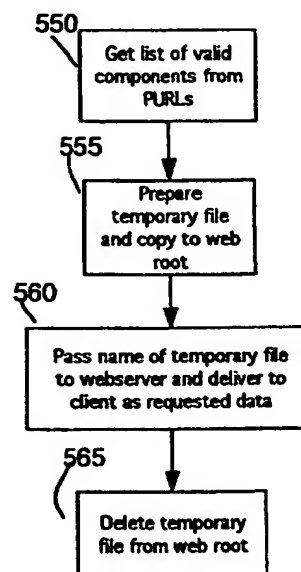 550
Get list of valid
components from
PURLs
555
Prepare
temporary file
and copy to web
root
560
Pass name of temporary file
to webserver and deliver to
client as requested data
565
Delete temporary
file from web root